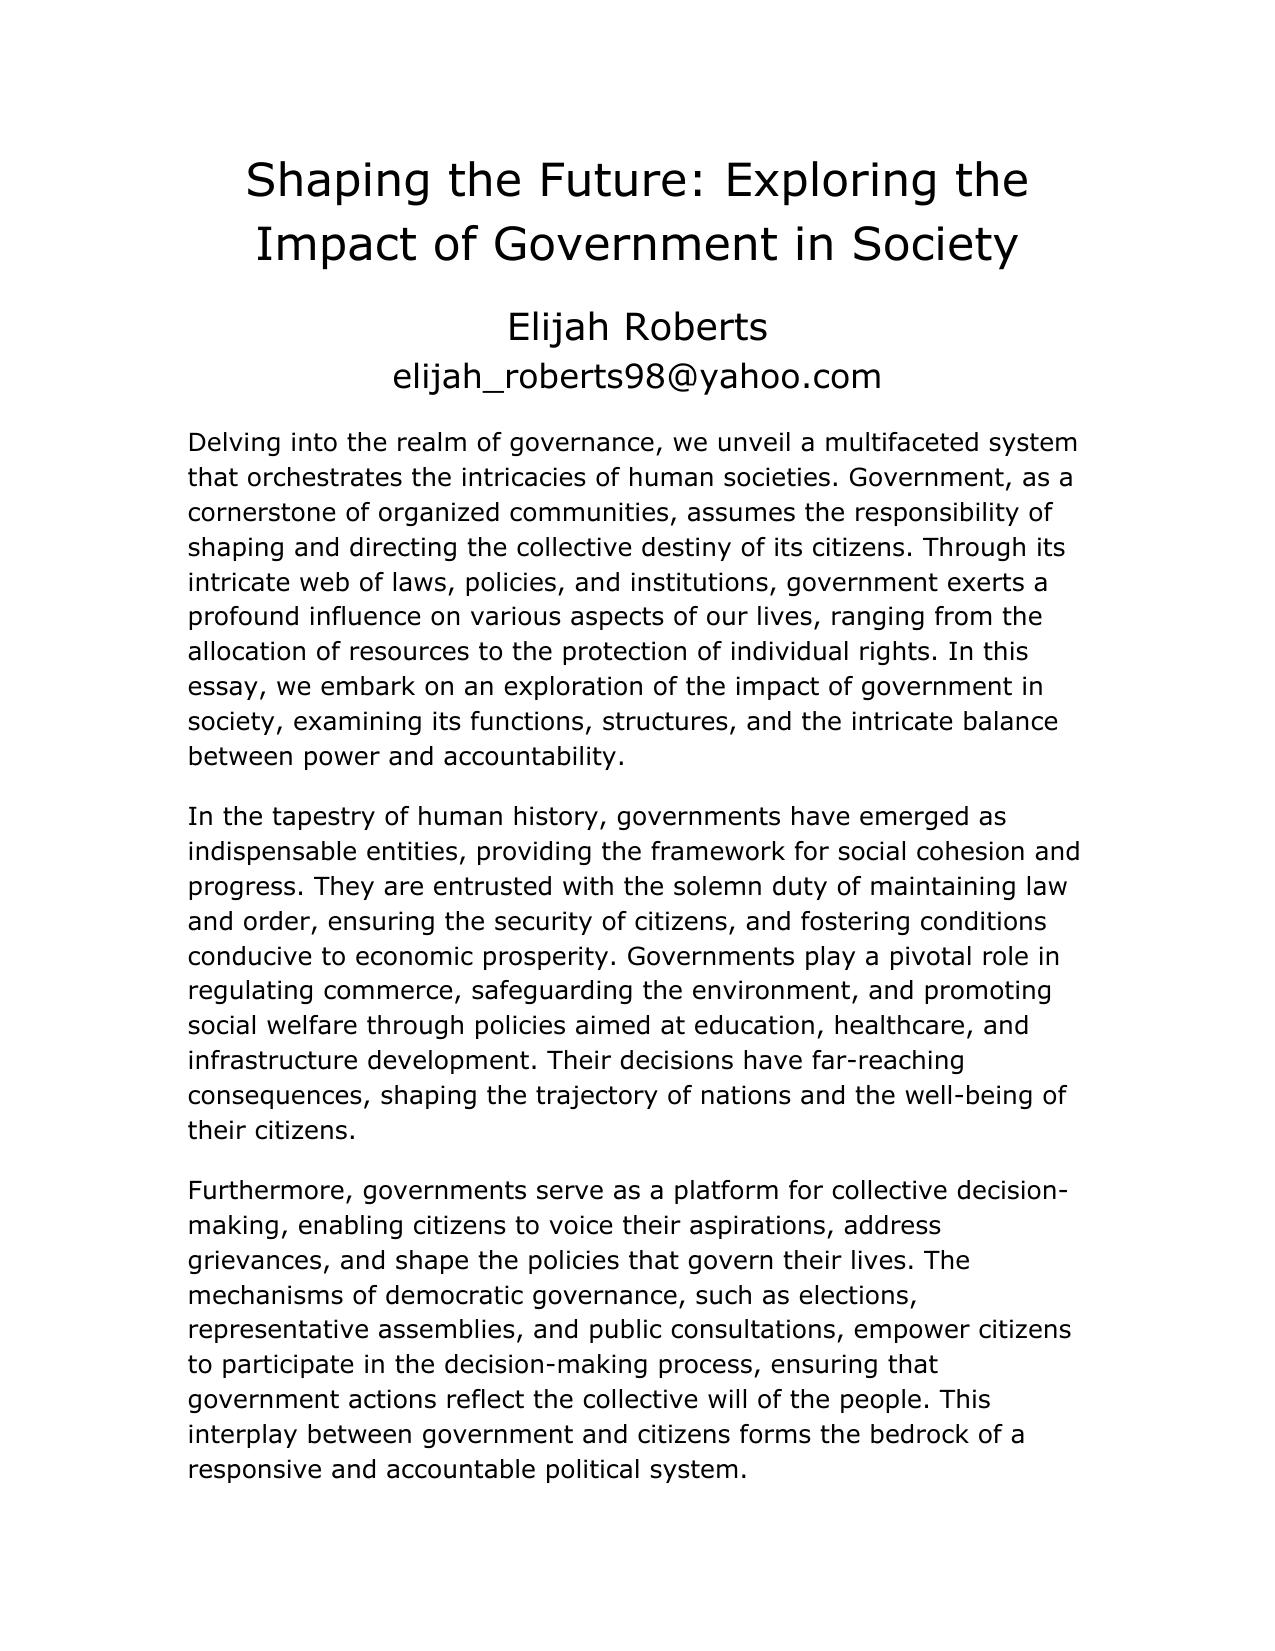 Shaping the Future: Exploring the
Impact of Government in Society
Elijah Roberts
elijah_roberts98@yahoo.com
Delving into the realm of governance, we unveil a multifaceted system
that orchestrates the intricacies of human societies. Government, as a
cornerstone of organized communities, assumes the responsibility of
shaping and directing the collective destiny of its citizens. Through its
intricate web of laws, policies, and institutions, government exerts a
profound influence on various aspects of our lives, ranging from the
allocation of resources to the protection of individual rights. In this
essay, we embark on an exploration of the impact of government in
society, examining its functions, structures, and the intricate balance
between power and accountability.
In the tapestry of human history, governments have emerged as
indispensable entities, providing the framework for social cohesion and
progress. They are entrusted with the solemn duty of maintaining law
and order, ensuring the security of citizens, and fostering conditions
conducive to economic prosperity. Governments play a pivotal role in
regulating commerce, safeguarding the environment, and promoting
social welfare through policies aimed at education, healthcare, and
infrastructure development. Their decisions have far-reaching
consequences, shaping the trajectory of nations and the well-being of
their citizens.
Furthermore, governments serve as a platform for collective decision-
making, enabling citizens to voice their aspirations, address
grievances, and shape the policies that govern their lives. The
mechanisms of democratic governance, such as elections,
representative assemblies, and public consultations, empower citizens
to participate in the decision-making process, ensuring that
government actions reflect the collective will of the people. This
interplay between government and citizens forms the bedrock of a
responsive and accountable political system.